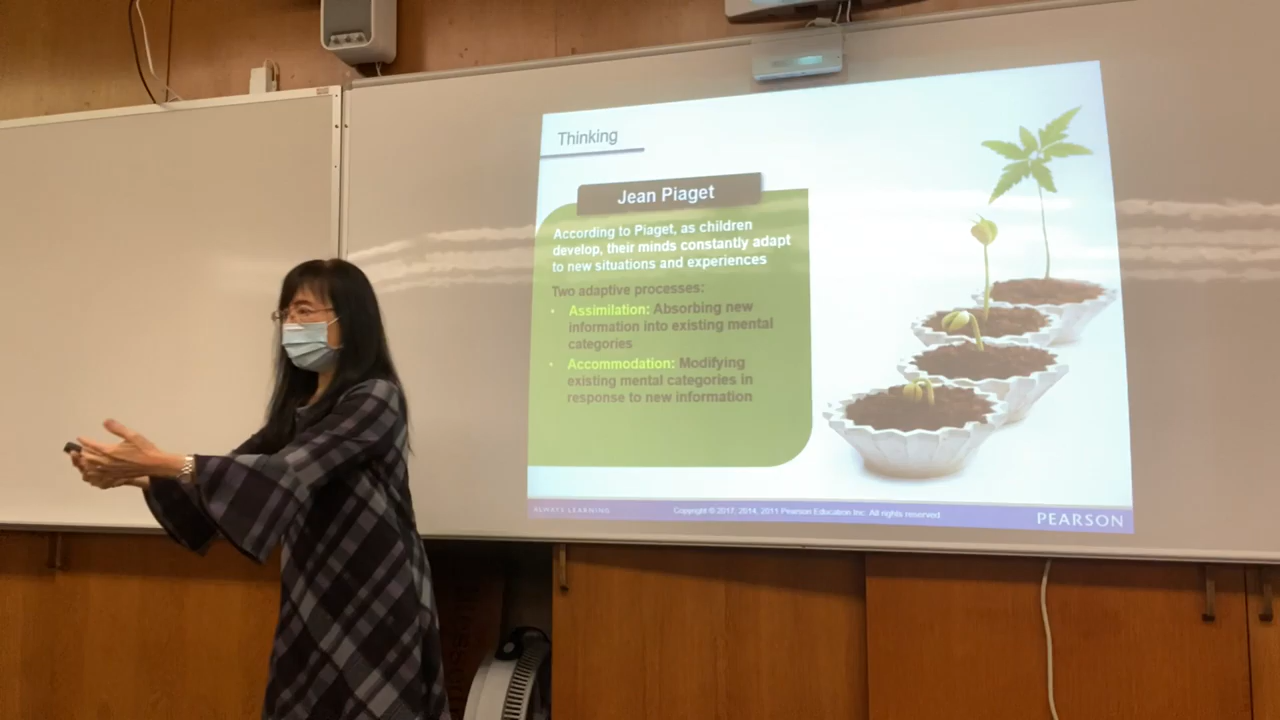 Thinking
Jean Piaget
According to Piaget, as children
develop, their minds constantly adapt
to new situations and experiences
Two adaptive processes:
• Assimilation: Absorbing new
information into existing mental
categories
• Accommodation: Modifying
existing mental categories in
response to new information
ALWAYS LEARNING
Copyright © 2017, 2014, 2011 Pearson Education Inc. All rights reserved.
PEARSON